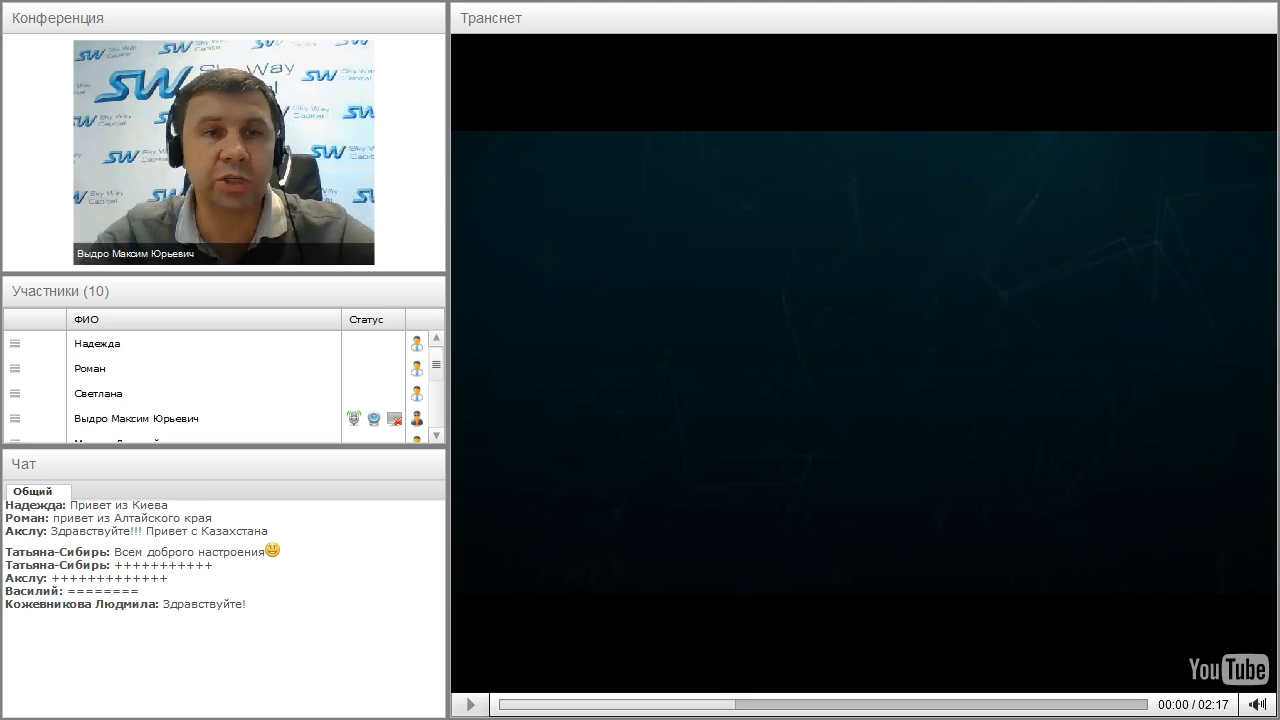 Конференция
SW Sky Way Capital
Выдро Максим Юрьевич
Участники (10)
ФИО
Статус
Надежда
Роман
Светлана
Выдро Максим Юрьевич
Чат
Общий
Надежда: Привет из Киева
Роман: привет из Алтайского края
Акслу: Здравствуйте!!! Привет с Казахстана
Татьяна-Сибирь: Всем доброго настроения
Татьяна-Сибирь: +++++++++++
Акслу: +++++++++++++
Василий: ========
Кожевникова Людмила: Здравствуйте!
Транснет
YouTube
00:00 / 02:17